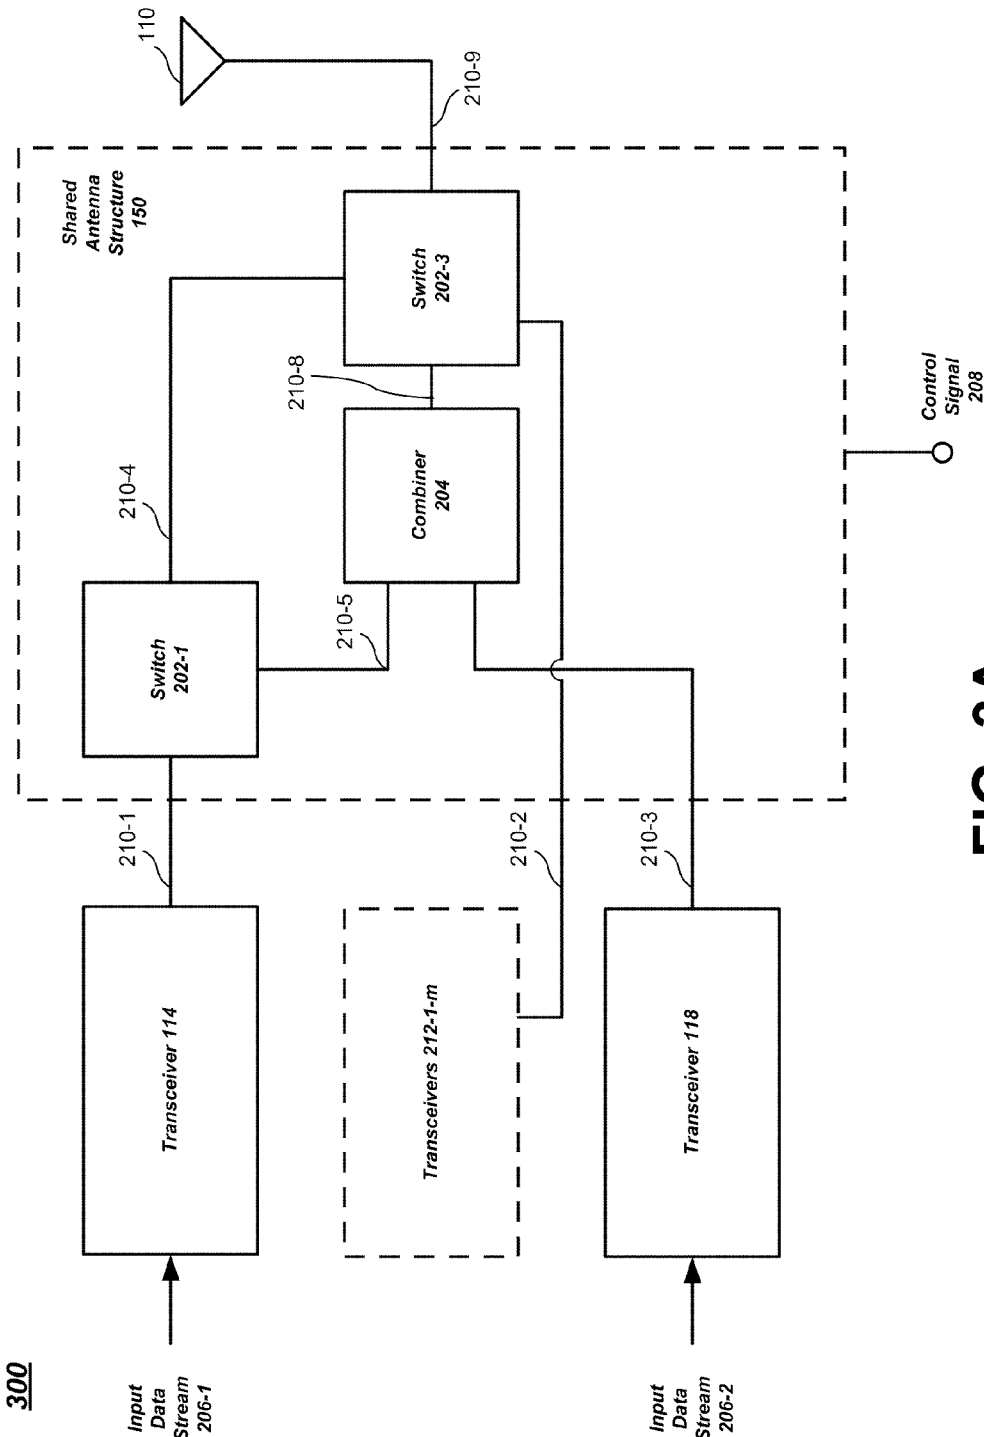 300
Input
Data
Stream
206-1
Transceiver 114
210-1
Switch
202-1
210-4
Shared
Antenna
Structure
150
110
Transceivers 212-1-m
210-2
210-5
Combiner
204
210-8
Switch
202-3
210-9
Input
Data
Stream
206-2
Transceiver 118
210-3
Control
Signal
208
FIG.